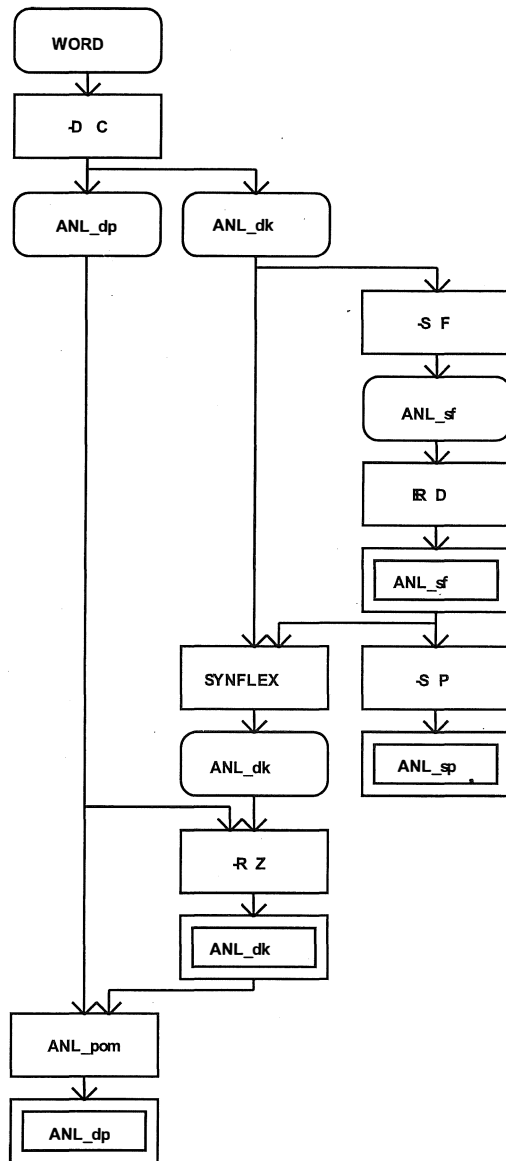 WORD
-D C
ANL_dp
ANL_dk
-S F
ANL_sf
ER D
ANL_sf
SYNFLEX
-S P
ANL_dk
ANL_sp
-R Z
ANL_dk
ANL_pom
ANL_dp